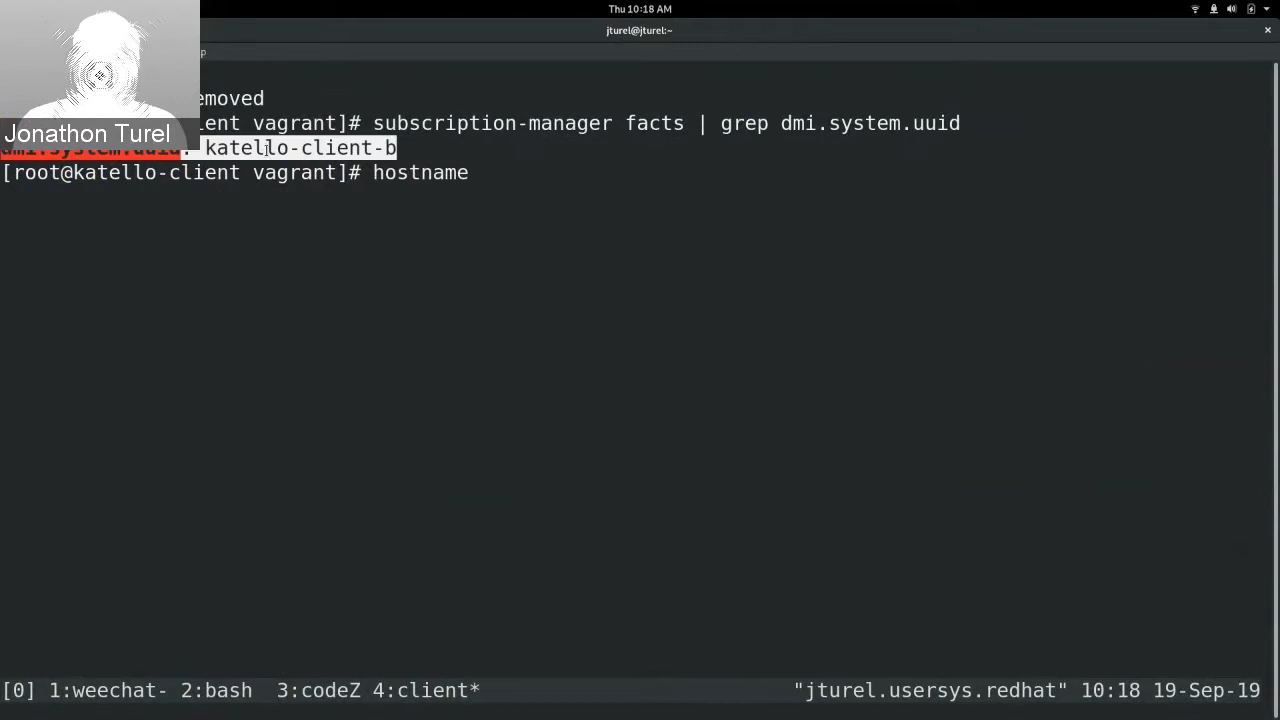 Thu 10:18 AM
jturel@jturel:~
p
Jonathon Turel
emoved
ient vagrant]# subscription-manager facts | grep dmi.system.uuid
dmi.system.uuid: katello-client-b
[root@katello-client vagrant]# hostname
[0] 1:weechat- 2:bash  3:codeZ 4:client*
"jturel.usersys.redhat" 10:18 19-Sep-19